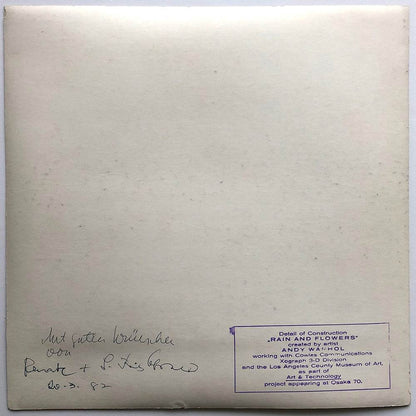 Mit guten Wünschen
von
Renate +
20.3.82
Detail of Construction
„RAIN AND FLOWERS"
created by artist
ANDY WA'-HOL
working with Cowles Communications
Xograph 3-D Division
and the Los Angeles County Museum of Art,
as part of
Art & Technology
project appearing at Osaka 70.